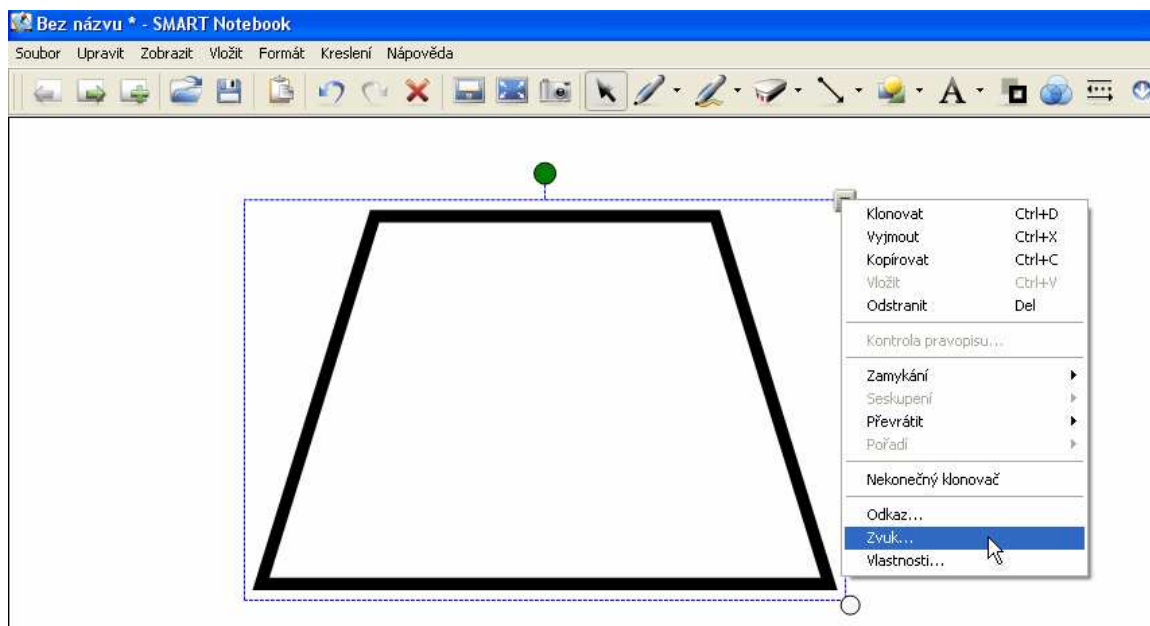 Bez názvu * - SMART Notebook
Soubor Upravit Zobrazit Vložit Formát Kreslení Nápověda
A
Klonovat Ctrl+D
Vyjmout Ctrl+X
Kopírovat Ctrl+C
Vložit Ctrl+V
Odstranit Del
Kontrola pravopisu...
Zamykání
Seskupení
Převrátit
Pořadí
Nekonečný klonovač
Odkaz...
Zvuk...
Vlastnosti...